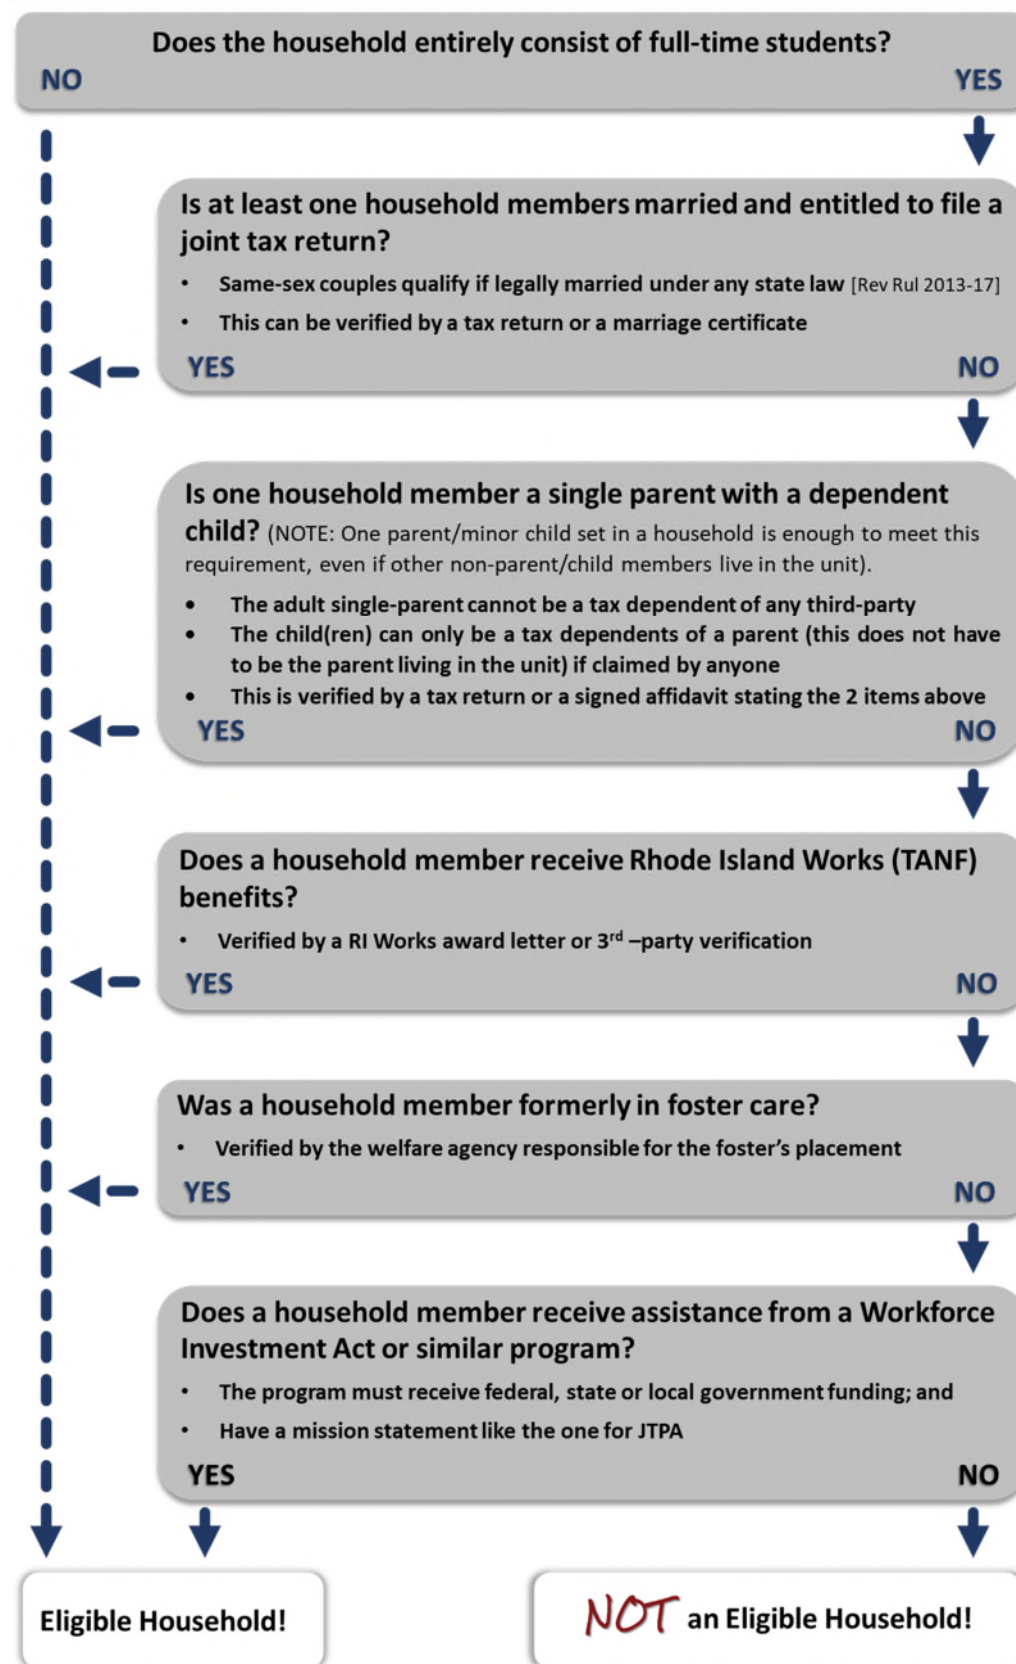 Does the household entirely consist of full-time students?
NO YES
Is at least one household members married and entitled to file a
joint tax return?
• Same-sex couples qualify if legally married under any state law [Rev Rul 2013-17]
• This can be verified by a tax return or a marriage certificate
YES NO
Is one household member a single parent with a dependent
child? (NOTE: One parent/minor child set in a household is enough to meet this
requirement, even if other non-parent/child members live in the unit).
• The adult single-parent cannot be a tax dependent of any third-party
• The child(ren) can only be a tax dependents of a parent (this does not have
to be the parent living in the unit) if claimed by anyone
• This is verified by a tax return or a signed affidavit stating the 2 items above
YES NO
Does a household member receive Rhode Island Works (TANF)
benefits?
• Verified by a RI Works award letter or 3rd –party verification
YES NO
Was a household member formerly in foster care?
• Verified by the welfare agency responsible for the foster's placement
YES NO
Does a household member receive assistance from a Workforce
Investment Act or similar program?
• The program must receive federal, state or local government funding; and
• Have a mission statement like the one for JTPA
YES NO
Eligible Household!
NOT an Eligible Household!